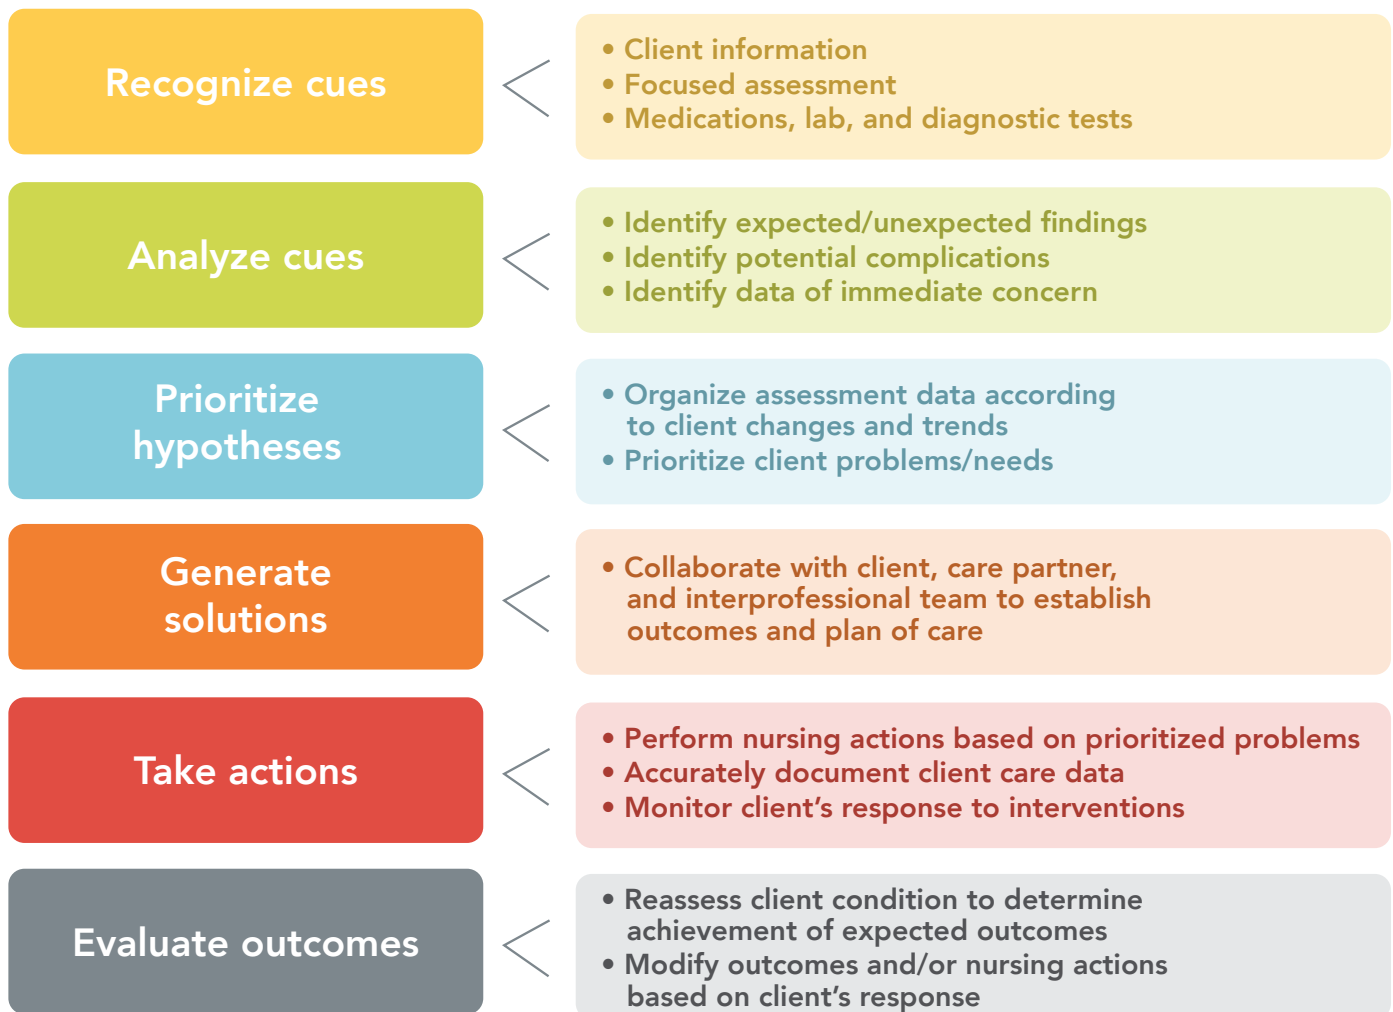 Recognize cues
• Client information
• Focused assessment
• Medications, lab, and diagnostic tests
Analyze cues
• Identify expected/unexpected findings
• Identify potential complications
• Identify data of immediate concern
Prioritize
hypotheses
• Organize assessment data according
to client changes and trends
• Prioritize client problems/needs
Generate
solutions
• Collaborate with client, care partner,
and interprofessional team to establish
outcomes and plan of care
Take actions
• Perform nursing actions based on prioritized problems
• Accurately document client care data
• Monitor client’s response to interventions
Evaluate outcomes
• Reassess client condition to determine
achievement of expected outcomes
• Modify outcomes and/or nursing actions
based on client’s response